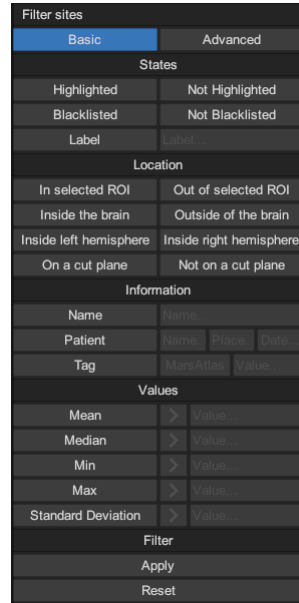 Filter sites
Basic Advanced
States
Highlighted Not Highlighted
Blacklisted Not Blacklisted
Label Label...
Location
In selected ROI Out of selected ROI
Inside the brain Outside of the brain
Inside left hemisphere Inside right hemisphere
On a cut plane Not on a cut plane
Information
Name Name...
Patient Name. Place. Date...
Tag MarsAtlas Value...
Values
Mean > Value...
Median > Value...
Min > Value...
Max > Value...
Standard Deviation > Value...
Filter
Apply
Reset